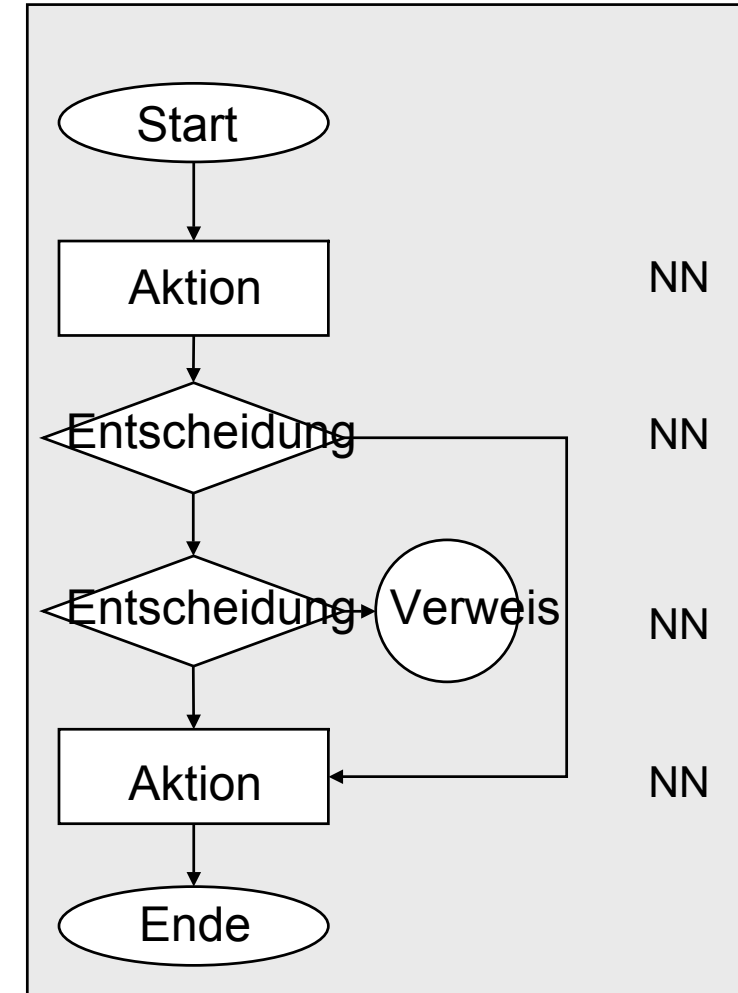 Start
Aktion NN
Entscheidung NN
Entscheidung Verweis NN
Aktion NN
Ende